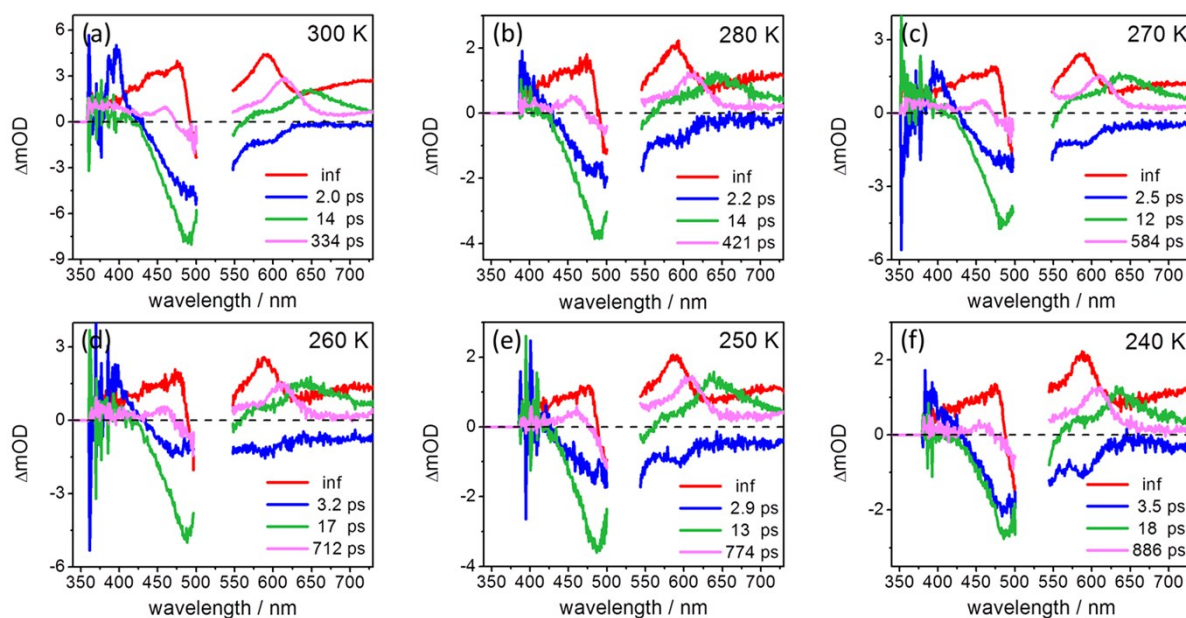 (a) 300 K
6
3
0
-3
-6
-9
ΔmOD
inf
2.0 ps
14 ps
334 ps
350 400 450 500 550 600 650 700
wavelength / nm
(b) 280 K
2
0
-2
-4
ΔmOD
inf
2.2 ps
14 ps
421 ps
350 400 450 500 550 600 650 700
wavelength / nm
(c) 270 K
3
0
-3
-6
ΔmOD
inf
2.5 ps
12 ps
584 ps
350 400 450 500 550 600 650 700
wavelength / nm
(d) 260 K
3
0
-3
-6
ΔmOD
inf
3.2 ps
17 ps
712 ps
350 400 450 500 550 600 650 700
wavelength / nm
(e) 250 K
2
0
-2
-4
ΔmOD
inf
2.9 ps
13 ps
774 ps
350 400 450 500 550 600 650 700
wavelength / nm
(f) 240 K
2
0
-2
ΔmOD
inf
3.5 ps
18 ps
886 ps
350 400 450 500 550 600 650 700
wavelength / nm